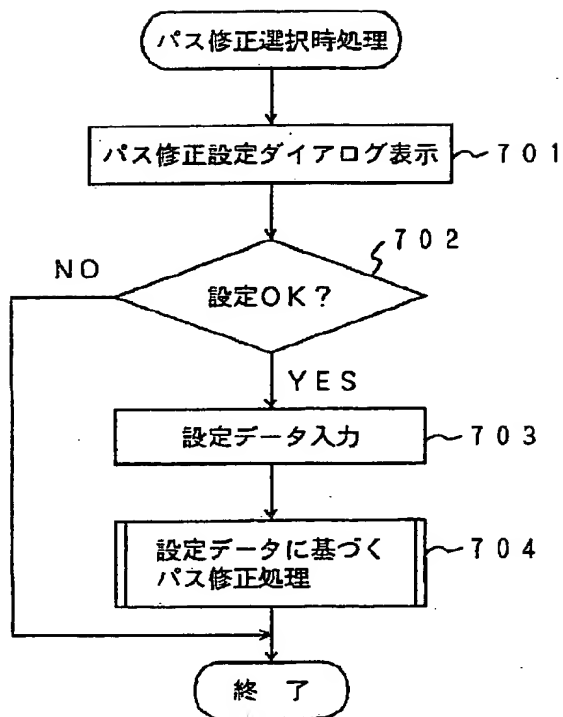 パス修正選択時処理
パス修正設定ダイアログ表示
701
702
NO
設定OK?
YES
設定データ入力
703
設定データに基づく
パス修正処理
704
終了